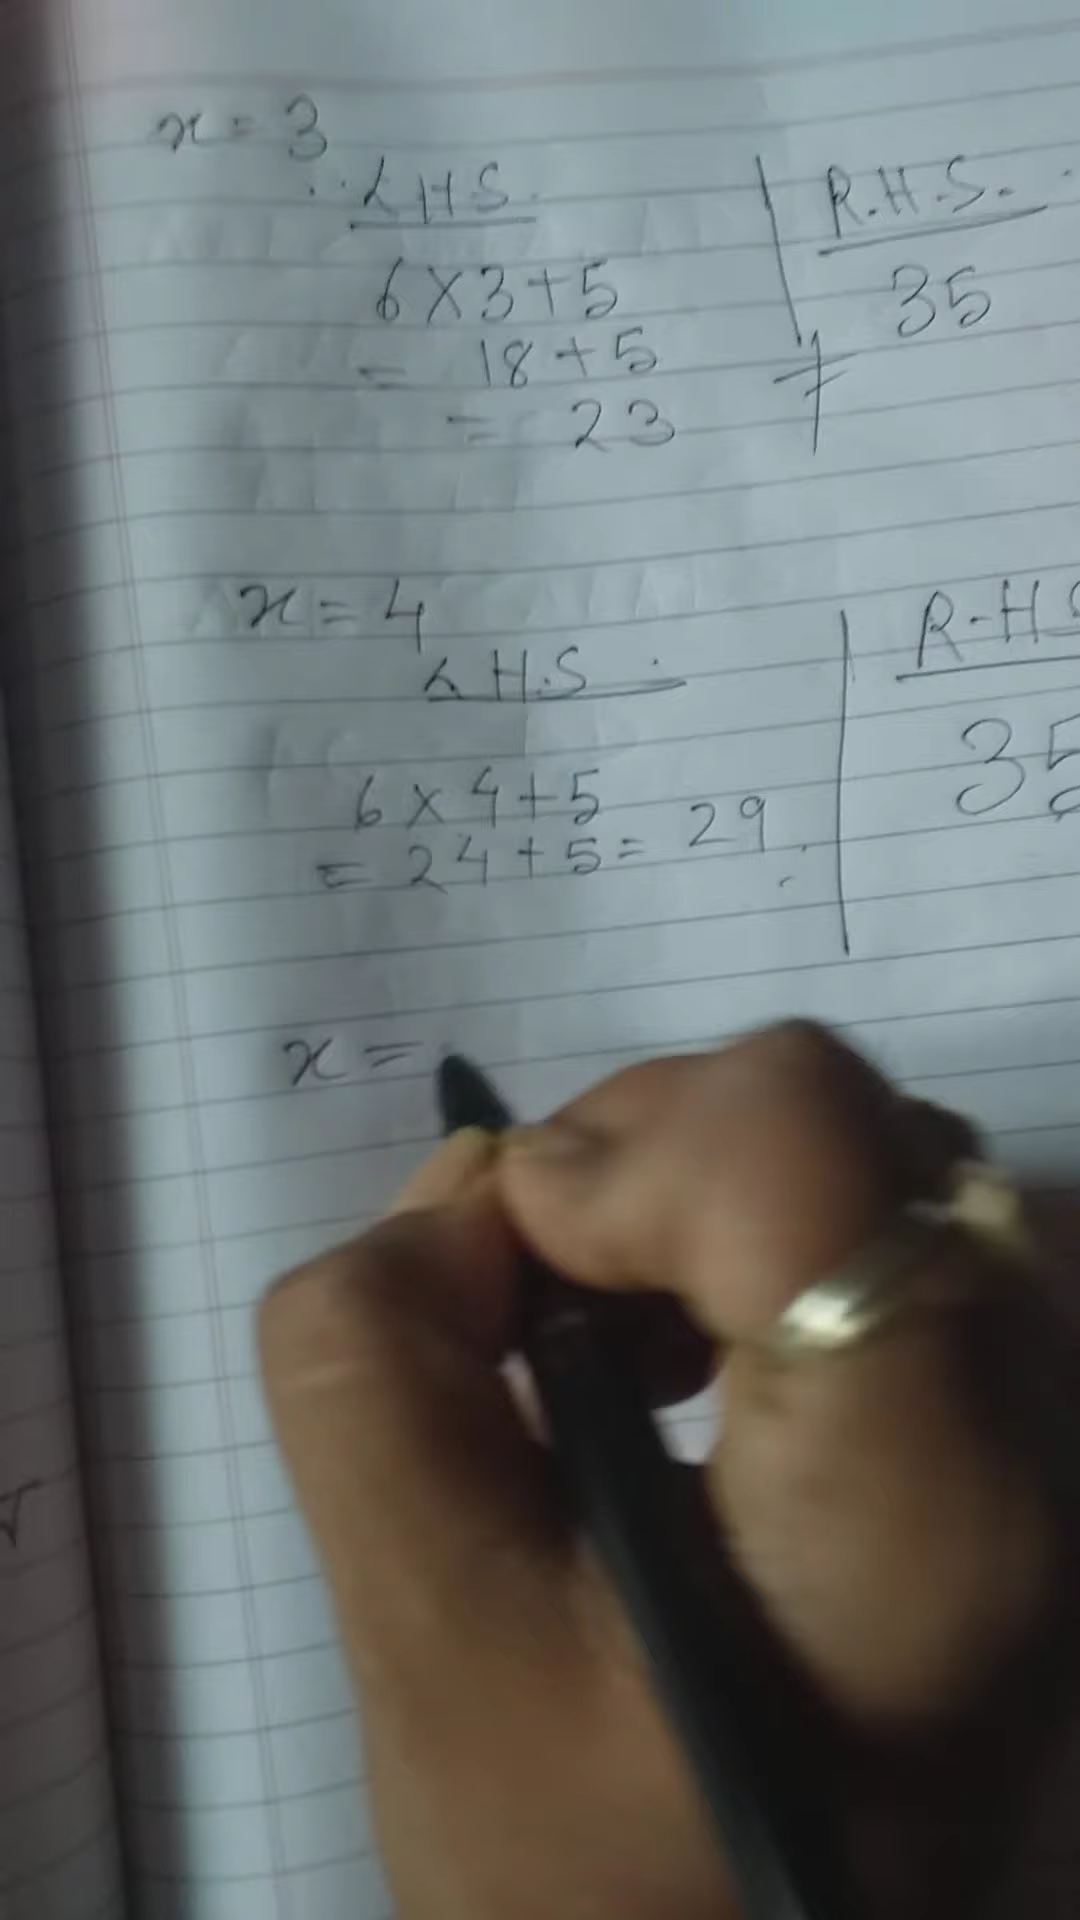 x = 3
L H S. R.H.S.
6×3+5 35
= 18+5 ≠
= 23
x = 4
L H.S R-H S
6 × 4+5 35
= 24+5 = 29
x =